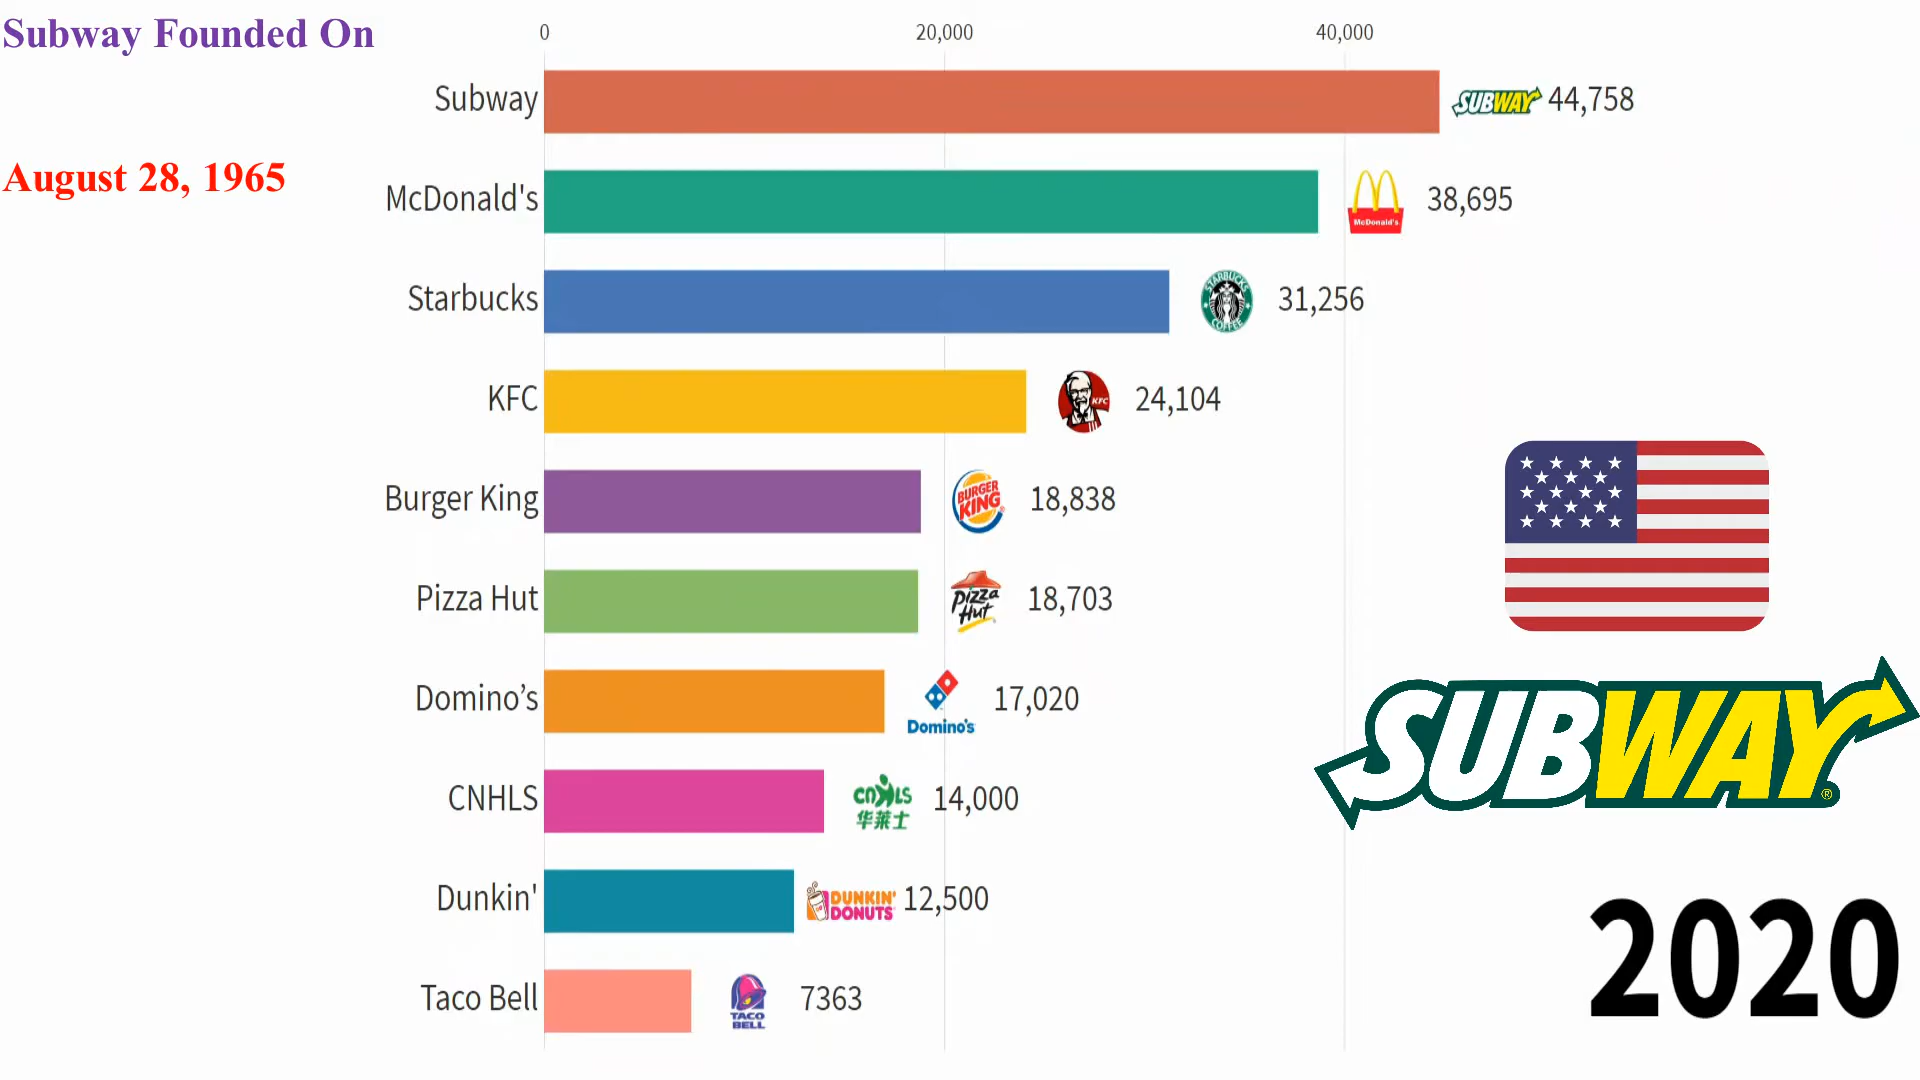 Subway Founded On
August 28, 1965
0 20,000 40,000
Subway SUBWAY 44,758
McDonald's McDonald's 38,695
Starbucks STARBUCKS COFFEE 31,256
KFC KFC 24,104
Burger King BURGER KING 18,838
Pizza Hut Pizza Hut 18,703
Domino’s Domino's 17,020
CNHLS CNHLS 华莱士 14,000
Dunkin' DUNKIN' DONUTS 12,500
Taco Bell TACO BELL 7363
SUBWAY®
2020